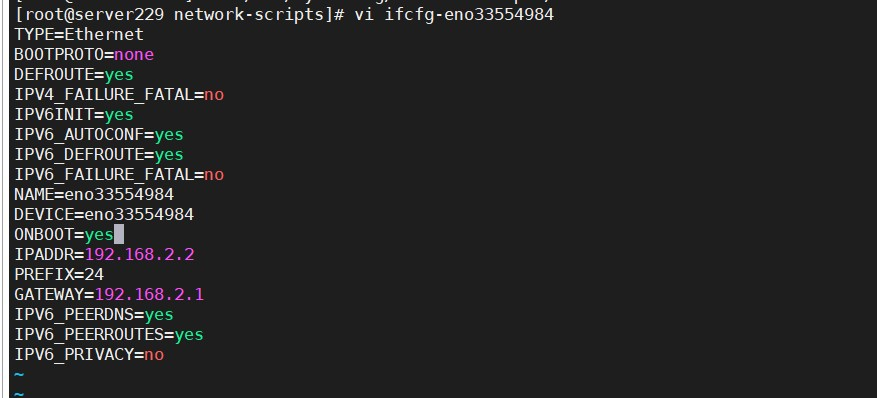 [root@server229 network-scripts]# vi ifcfg-eno33554984
TYPE=Ethernet
BOOTPROTO=none
DEFROUTE=yes
IPV4_FAILURE_FATAL=no
IPV6INIT=yes
IPV6_AUTOCONF=yes
IPV6_DEFROUTE=yes
IPV6_FAILURE_FATAL=no
NAME=eno33554984
DEVICE=eno33554984
ONBOOT=yes
IPADDR=192.168.2.2
PREFIX=24
GATEWAY=192.168.2.1
IPV6_PEERDNS=yes
IPV6_PEERROUTES=yes
IPV6_PRIVACY=no
~
~